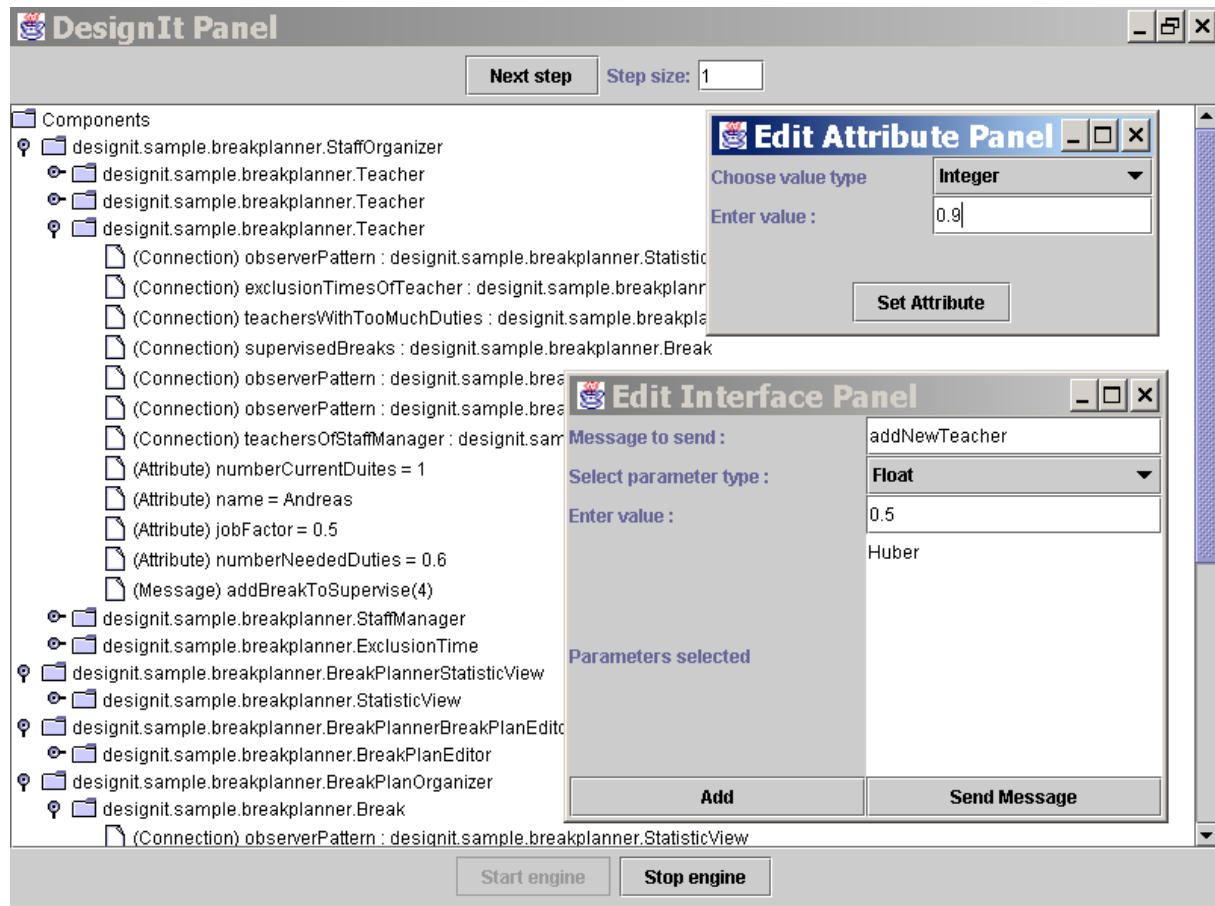 DesignIt Panel
Next step
Step size: 1
Components
designit.sample.breakplanner.StaffOrganizer
designit.sample.breakplanner.Teacher
designit.sample.breakplanner.Teacher
designit.sample.breakplanner.Teacher
(Connection) observerPattern : designit.sample.breakplanner.Statistic
(Connection) exclusionTimesOfTeacher : designit.sample.breakplann
(Connection) teachersWithTooMuchDuties : designit.sample.breakpla
(Connection) supervisedBreaks : designit.sample.breakplanner.Break
(Connection) observerPattern : designit.sample.brea
(Connection) observerPattern : designit.sample.brea
(Connection) teachersOfStaffManager : designit.sam
(Attribute) numberCurrentDuites = 1
(Attribute) name = Andreas
(Attribute) jobFactor = 0.5
(Attribute) numberNeededDuties = 0.6
(Message) addBreakToSupervise(4)
designit.sample.breakplanner.StaffManager
designit.sample.breakplanner.ExclusionTime
designit.sample.breakplanner.BreakPlannerStatisticView
designit.sample.breakplanner.StatisticView
designit.sample.breakplanner.BreakPlannerBreakPlanEdito
designit.sample.breakplanner.BreakPlanEditor
designit.sample.breakplanner.BreakPlanOrganizer
designit.sample.breakplanner.Break
(Connection) observerPattern : designit.sample.breakplanner.StatisticView
Edit Attribute Panel
Choose value type Integer
Enter value : 0.9
Set Attribute
Edit Interface Panel
Message to send : addNewTeacher
Select parameter type : Float
Enter value : 0.5
Huber
Parameters selected
Add
Send Message
Start engine
Stop engine